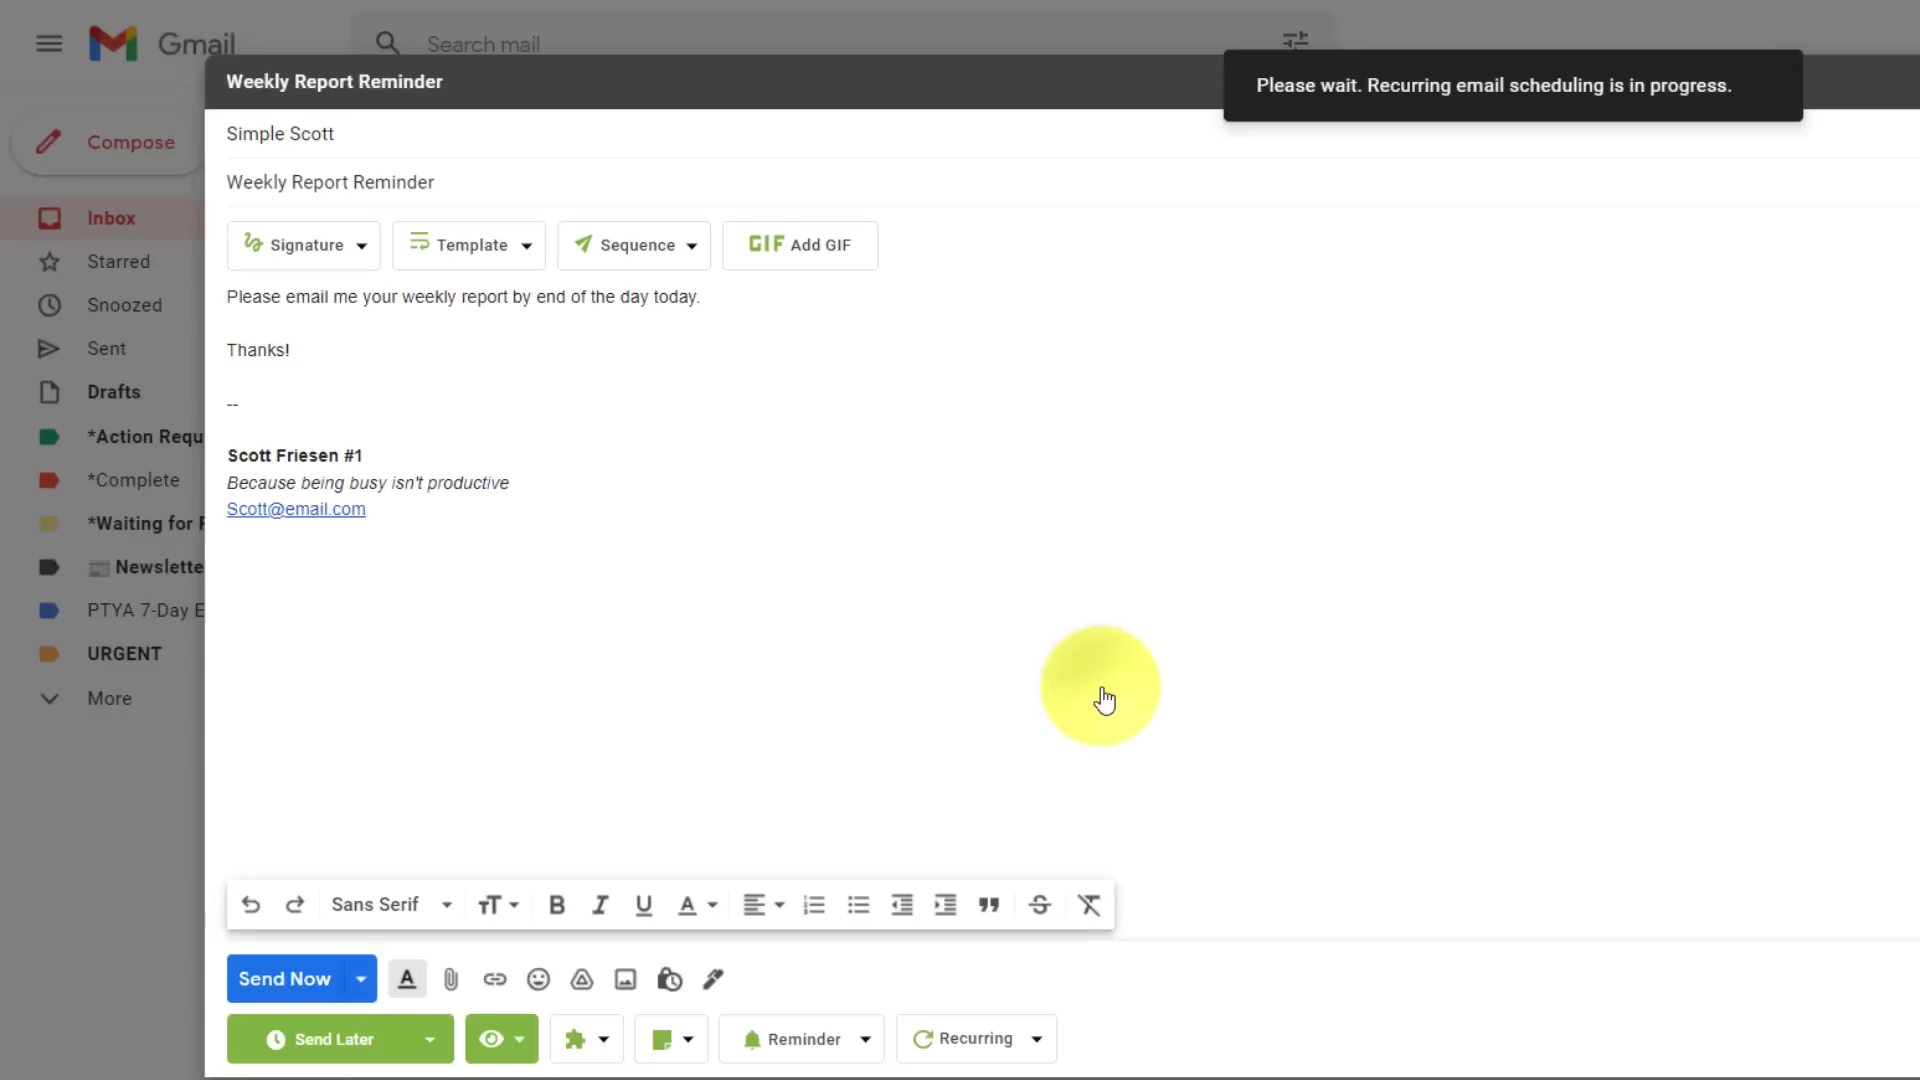 Gmail
Search mail
Weekly Report Reminder
Please wait. Recurring email scheduling is in progress.
Compose
Simple Scott
Weekly Report Reminder
Signature
Template
Sequence
GIF Add GIF
Inbox
Starred
Snoozed
Sent
Drafts
*Action Requ
*Complete
*Waiting for
Newslette
PTYA 7-Day E
URGENT
More
Please email me your weekly report by end of the day today.
Thanks!
--
Scott Friesen #1
Because being busy isn't productive
Scott@email.com
Sans Serif
Send Now
Send Later
Reminder
Recurring